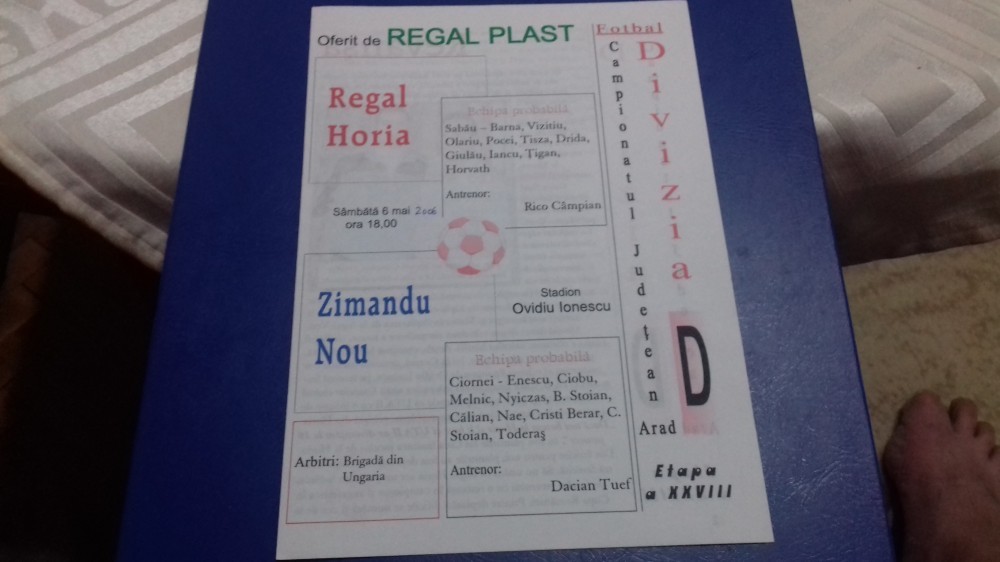 Oferit de REGAL PLAST
Regal
Horia
Echipa probabilă
Sabău – Barna, Vizitiu,
Olariu, Pocei, Tisza, Drida,
Giulău, Iancu, Țigan,
Horvath
Antrenor:
Rico Câmpian
Sâmbătă 6 mai 2006
ora 18,00
Zimandu
Nou
Stadion
Ovidiu Ionescu
Echipa probabilă
Ciornei - Enescu, Ciobu,
Melnic, Nyiczas, B. Stoian,
Călian, Nae, Cristi Berar, C.
Stoian, Toderaş
Antrenor:
Dacian Tuef
Arbitri: Brigadă din
Ungaria
Fotbal
Divizia
D
Campionatul Județean
Arad
Etapa
a XXVIII